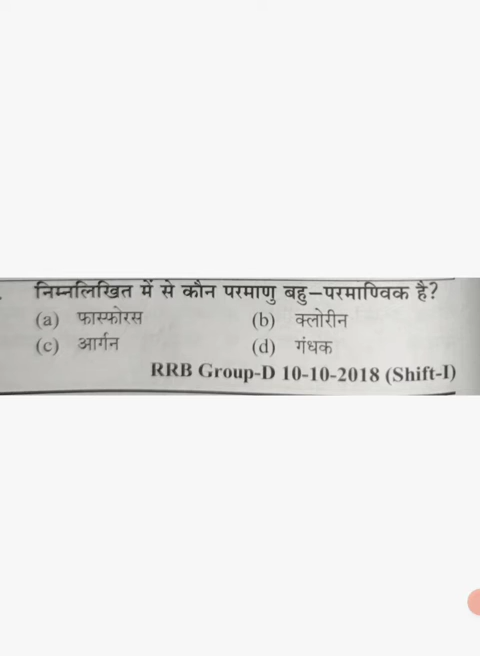 निम्नलिखित में से कौन परमाणु बहु–परमाण्विक है?
(a) फास्फोरस (b) क्लोरीन
(c) आर्गन (d) गंधक
RRB Group-D 10-10-2018 (Shift-I)